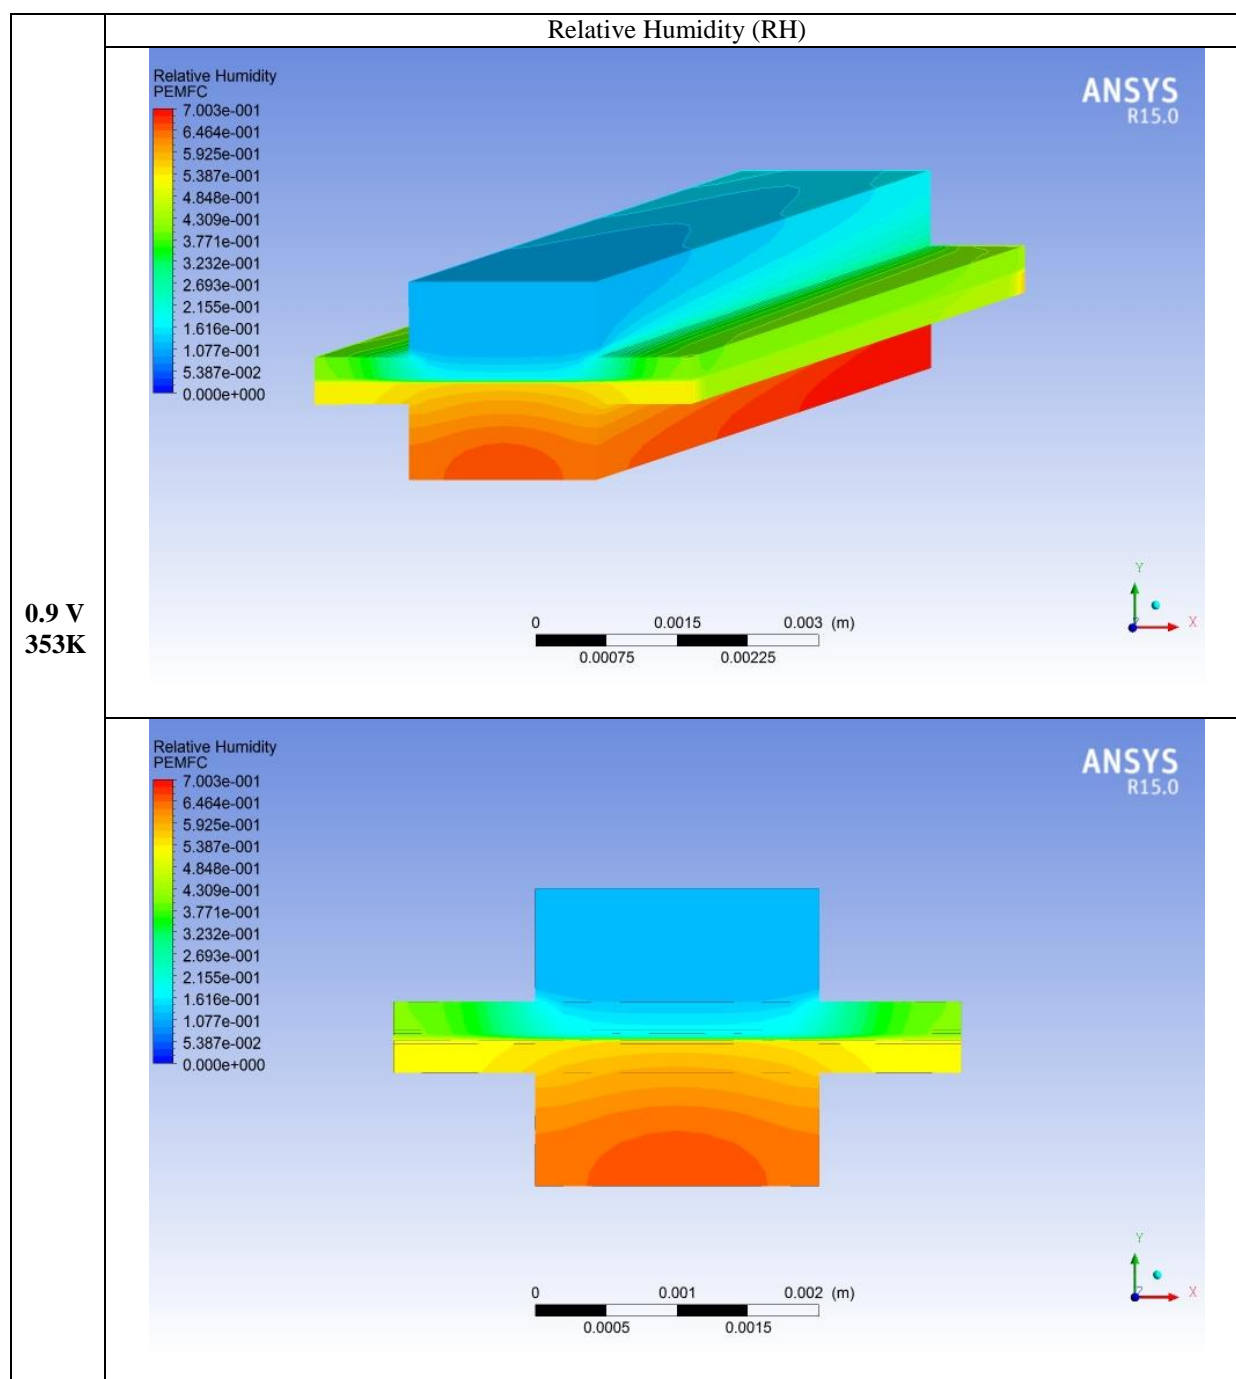 Relative Humidity (RH)
0.9 V
353K
Relative Humidity
PEMFC
7.003e-001
6.464e-001
5.925e-001
5.387e-001
4.848e-001
4.309e-001
3.771e-001
3.232e-001
2.693e-001
2.155e-001
1.616e-001
1.077e-001
5.387e-002
0.000e+000
ANSYS
R15.0
Y
X
Z
0 0.0015 0.003 (m)
0.00075 0.00225
Relative Humidity
PEMFC
7.003e-001
6.464e-001
5.925e-001
5.387e-001
4.848e-001
4.309e-001
3.771e-001
3.232e-001
2.693e-001
2.155e-001
1.616e-001
1.077e-001
5.387e-002
0.000e+000
ANSYS
R15.0
Y
X
Z
0 0.001 0.002 (m)
0.0005 0.0015